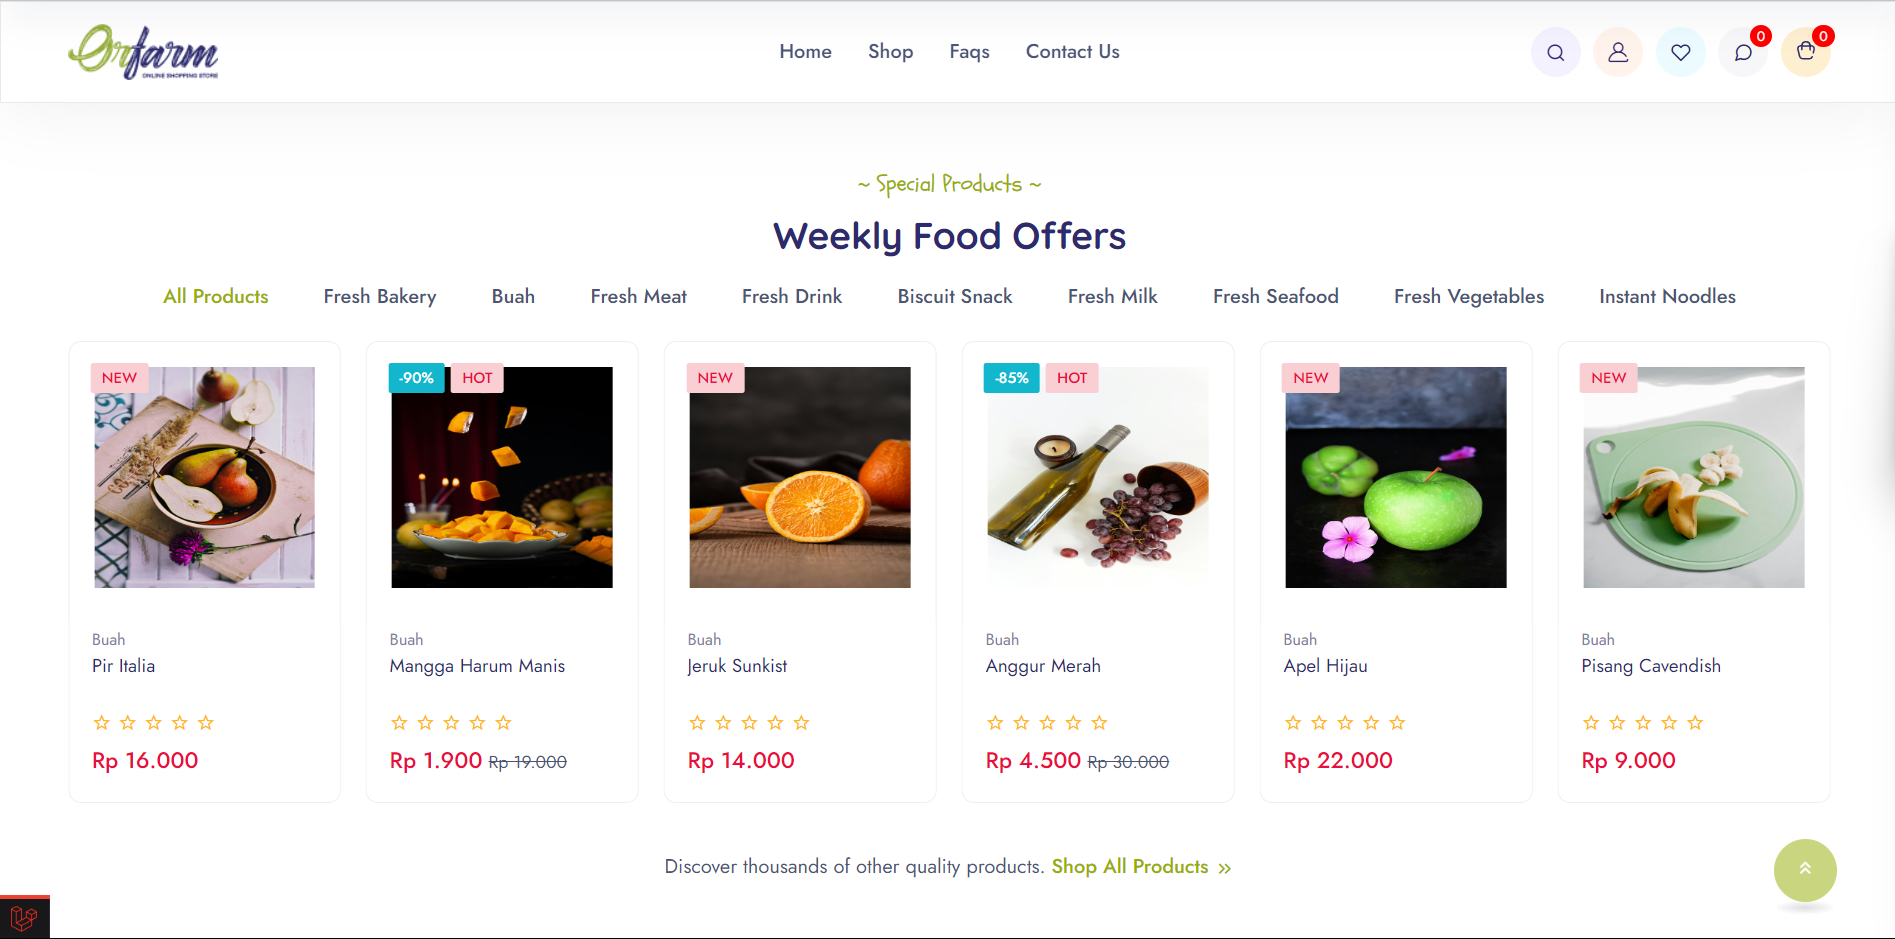 Orfarm
ONLINE SHOPPING STORE
Home Shop Faqs Contact Us
0 0
~ Special Products ~
Weekly Food Offers
All Products Fresh Bakery Buah Fresh Meat Fresh Drink Biscuit Snack Fresh Milk Fresh Seafood Fresh Vegetables Instant Noodles
NEW -90% HOT NEW -85% HOT NEW NEW
Buah Buah Buah Buah Buah Buah
Pir Italia Mangga Harum Manis Jeruk Sunkist Anggur Merah Apel Hijau Pisang Cavendish
Rp 16.000 Rp 1.900 Rp 19.000 Rp 14.000 Rp 4.500 Rp 30.000 Rp 22.000 Rp 9.000
Discover thousands of other quality products. Shop All Products »